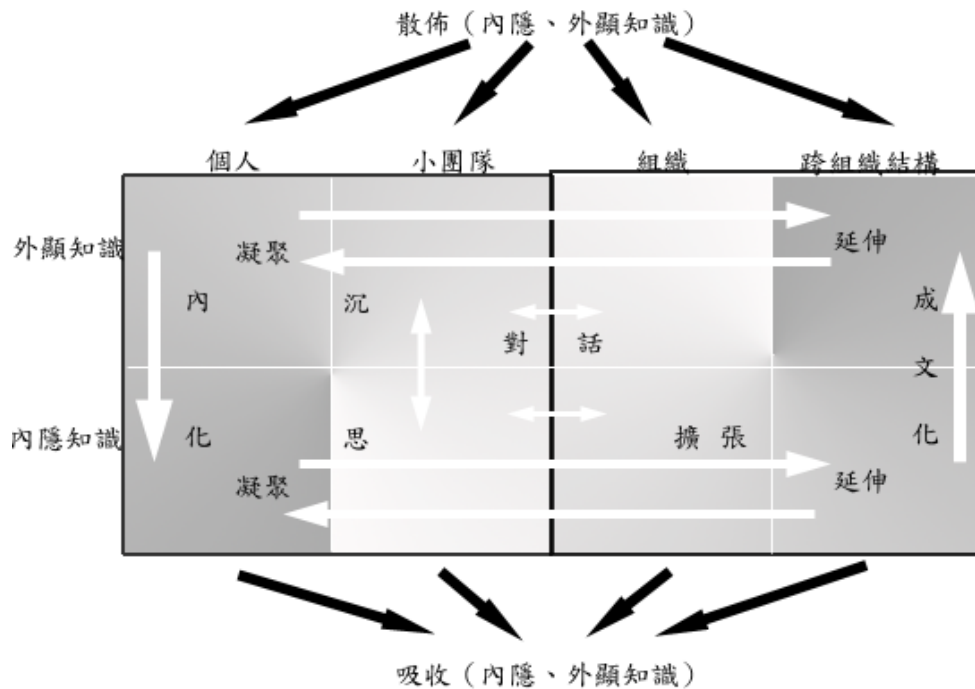 散佈（內隱、外顯知識）
個人 小團隊 組織 跨組織結構
外顯知識 凝聚 延伸
內 沉 成
對 話
文
內隱知識 化 思 擴 張 化
凝聚 延伸
吸收（內隱、外顯知識）